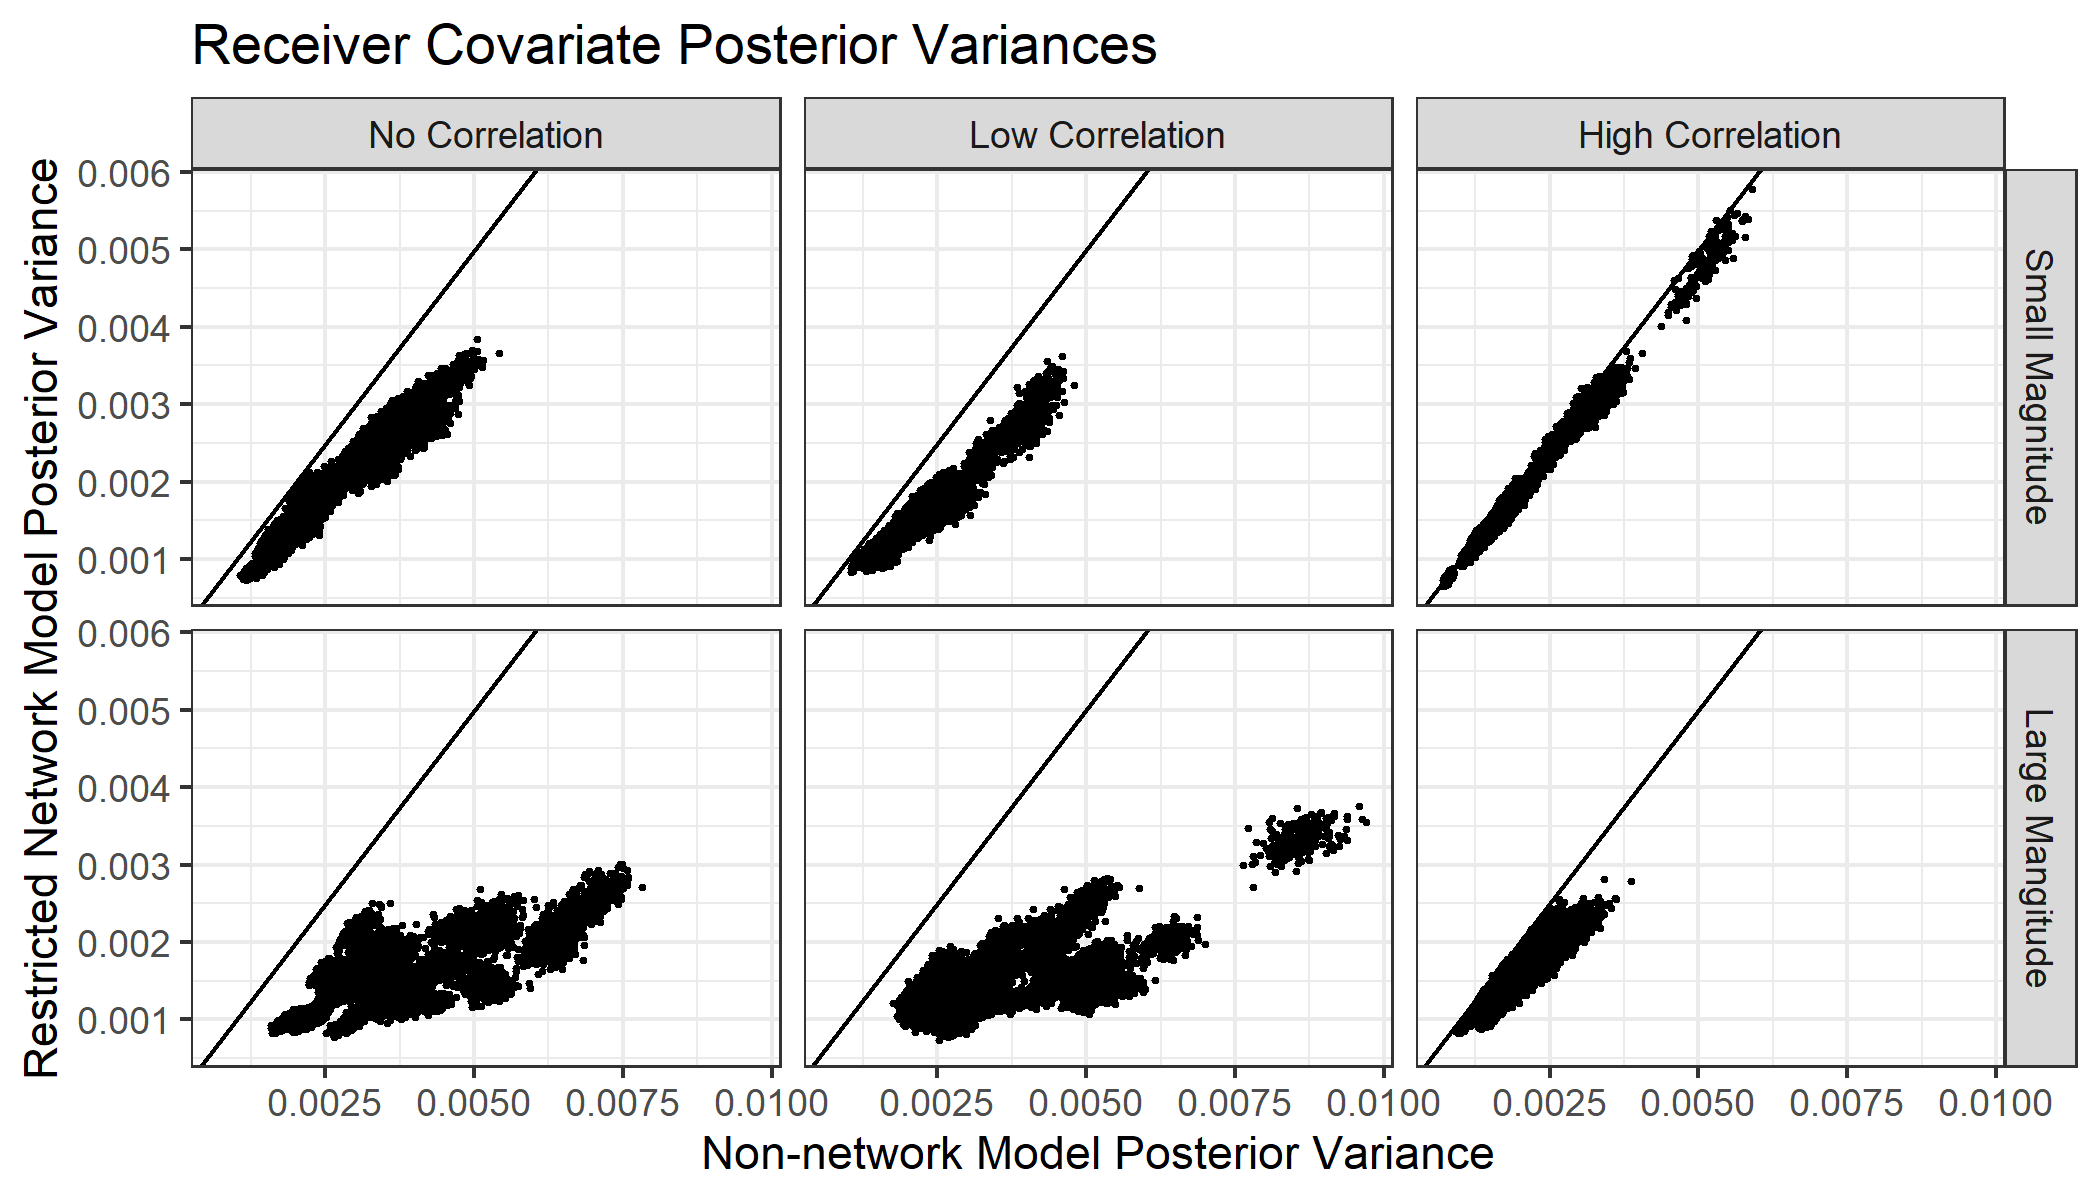 Receiver Covariate Posterior Variances
No Correlation
Low Correlation
High Correlation
Restricted Network Model Posterior Variance
0.006
0.005
0.004
0.003
0.002
0.001
Small Magnitude
0.006
0.005
0.004
0.003
0.002
0.001
Large Mangitude
0.0025 0.0050 0.0075 0.0100 0.0025 0.0050 0.0075 0.0100 0.0025 0.0050 0.0075 0.0100
Non-network Model Posterior Variance